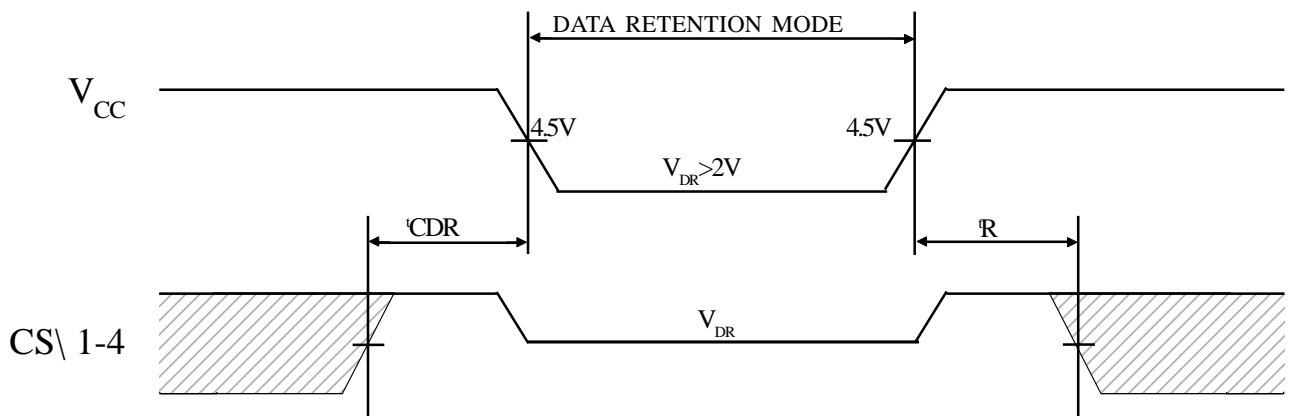 DATA RETENTION MODE
VCC
4.5V 4.5V
VDR>2V
tCDR tR
CS\ 1-4
VDR